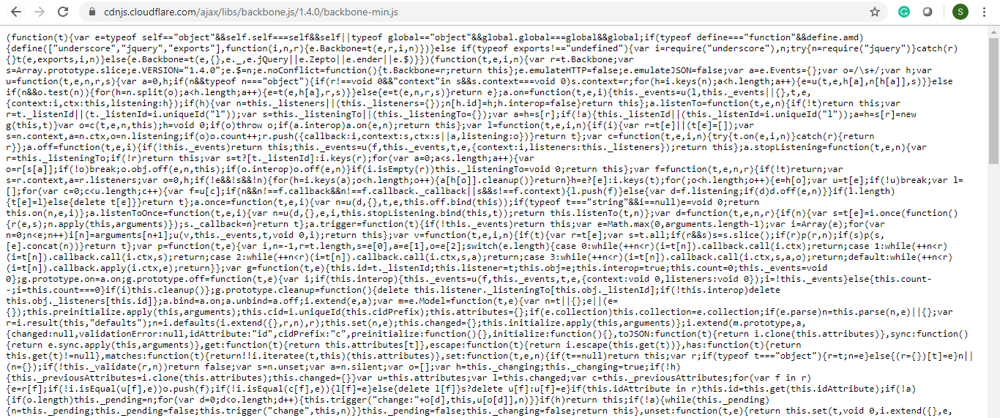 cdnjs.cloudflare.com/ajax/libs/backbone.js/1.4.0/backbone-min.js
S
(function(t){var e=typeof self=="object"&&self.self===self&&self||typeof global=="object"&&global.global===global&&global;if(typeof define==="function"&&define.amd)
{define(["underscore","jquery","exports"],function(i,n,r){e.Backbone=t(e,r,i,n)})}else if(typeof exports!=="undefined"){var i=require("underscore"),n;try{n=require("jquery")}catch(r)
{}t(e,exports,i,n)}else{e.Backbone=t(e,{},e._,e.jQuery||e.Zepto||e.ender||e.$)}})(function(t,e,i,n){var r=t.Backbone;var
s=Array.prototype.slice;e.VERSION="1.4.0";e.$=n;e.noConflict=function(){t.Backbone=r;return this};e.emulateHTTP=false;e.emulateJSON=false;var a=e.Events={};var o=/\s+/;var h;var
u=function(t,e,n,r,s){var a=0,h;if(n&&typeof n==="object"){if(r!==void 0&&"context"in s&&s.context===void 0)s.context=r;for(h=i.keys(n);a<h.length;a++){e=u(t,e,h[a],n[h[a]],s)}}else
if(n&&o.test(n)){for(h=n.split(o);a<h.length;a++){e=t(e,h[a],r,s)}}else{e=t(e,n,r,s)}return e};a.on=function(t,e,i){this._events=u(l,this._events||{},t,e,
{context:i,ctx:this,listening:h});if(h){var n=this._listeners||(this._listeners={});n[h.id]=h;h.interop=false}return this};a.listenTo=function(t,e,n){if(!t)return this;var
r=t._listenId||(t._listenId=i.uniqueId("l"));var s=this._listeningTo||(this._listeningTo={});var a=h=s[r];if(!a){this._listenId||(this._listenId=i.uniqueId("l"));a=h=s[r]=new
g(this,t)}var o=c(t,e,n,this);h=void 0;if(o)throw o;if(a.interop)a.on(e,n);return this};var l=function(t,e,i,n){if(i){var r=t[e]||(t[e]=[]);var
s=n.context,a=n.ctx,o=n.listening;if(o)o.count++;r.push({callback:i,context:s,ctx:s||a,listening:o})}return t};var c=function(t,e,i,n){try{t.on(e,i,n)}catch(r){return
r}};a.off=function(t,e,i){if(!this._events)return this;this._events=u(f,this._events,t,e,{context:i,listeners:this._listeners});return this};a.stopListening=function(t,e,n){var
r=this._listeningTo;if(!r)return this;var s=t?[t._listenId]:i.keys(r);for(var a=0;a<s.length;a++){var
o=r[s[a]];if(!o)break;o.obj.off(e,n,this);if(o.interop)o.off(e,n)}if(i.isEmpty(r))this._listeningTo=void 0;return this};var f=function(t,e,n,r){if(!t)return;var
s=r.context,a=r.listeners;var o=0,h;if(!e&&!s&&!n){for(h=i.keys(a);o<h.length;o++){a[h[o]].cleanup()}return}h=e?[e]:i.keys(t);for(;o<h.length;o++){e=h[o];var u=t[e];if(!u)break;var l=
[];for(var c=0;c<u.length;c++){var f=u[c];if(n&&n!==f.callback&&n!==f.callback._callback||s&&s!==f.context){l.push(f)}else{var d=f.listening;if(d)d.off(e,n)}}if(l.length)
{t[e]=l}else{delete t[e]}}return t};a.once=function(t,e,i){var n=u(d,{},t,e,this.off.bind(this));if(typeof t==="string"&&i==null)e=void 0;return
this.on(n,e,i)};a.listenToOnce=function(t,e,i){var n=u(d,{},e,i,this.stopListening.bind(this,t));return this.listenTo(t,n)};var d=function(t,e,n,r){if(n){var s=t[e]=i.once(function()
{r(e,s);n.apply(this,arguments)});s._callback=n}return t};a.trigger=function(t){if(!this._events)return this;var e=Math.max(0,arguments.length-1);var i=Array(e);for(var
n=0;n<e;n++)i[n]=arguments[n+1];u(v,this._events,t,void 0,i);return this};var v=function(t,e,i,n){if(t){var r=t[e];var s=t.all;if(r&&s)s=s.slice();if(r)p(r,n);if(s)p(s,
[e].concat(n))}return t};var p=function(t,e){var i,n=-1,r=t.length,s=e[0],a=e[1],o=e[2];switch(e.length){case 0:while(++n<r)(i=t[n]).callback.call(i.ctx);return;case 1:while(++n<r)
(i=t[n]).callback.call(i.ctx,s);return;case 2:while(++n<r)(i=t[n]).callback.call(i.ctx,s,a);return;case 3:while(++n<r)(i=t[n]).callback.call(i.ctx,s,a,o);return;default:while(++n<r)
(i=t[n]).callback.apply(i.ctx,e);return}};var g=function(t,e){this.id=t._listenId;this.listener=t;this.obj=e;this.interop=true;this.count=0;this._events=void
0};g.prototype.on=a.on;g.prototype.off=function(t,e){var i;if(this.interop){this._events=u(f,this._events,t,e,{context:void 0,listeners:void 0});i=!this._events}else{this.count-
-;i=this.count===0}if(i)this.cleanup()};g.prototype.cleanup=function(){delete this.listener._listeningTo[this.obj._listenId];if(!this.interop)delete
this.obj._listeners[this.id]};a.bind=a.on;a.unbind=a.off;i.extend(e,a);var m=e.Model=function(t,e){var n=t||{};e||(e=
{});this.preinitialize.apply(this,arguments);this.cid=i.uniqueId(this.cidPrefix);this.attributes={};if(e.collection)this.collection=e.collection;if(e.parse)n=this.parse(n,e)||{};var
r=i.result(this,"defaults");n=i.defaults(i.extend({},r,n),r);this.set(n,e);this.changed={};this.initialize.apply(this,arguments)};i.extend(m.prototype,a,
{changed:null,validationError:null,idAttribute:"id",cidPrefix:"c",preinitialize:function(){},initialize:function(){},toJSON:function(t){return i.clone(this.attributes)},sync:function()
{return e.sync.apply(this,arguments)},get:function(t){return this.attributes[t]},escape:function(t){return i.escape(this.get(t))},has:function(t){return
this.get(t)!=null},matches:function(t){return!!i.iteratee(t,this)(this.attributes)},set:function(t,e,n){if(t==null)return this;var r;if(typeof t==="object"){r=t;n=e}else{(r={})[t]=e}n||
(n={});if(!this._validate(r,n))return false;var s=n.unset;var a=n.silent;var o=[];var h=this._changing;this._changing=true;if(!h)
{this._previousAttributes=i.clone(this.attributes);this.changed={}}var u=this.attributes;var l=this.changed;var c=this._previousAttributes;for(var f in r)
{e=r[f];if(!i.isEqual(u[f],e))o.push(f);if(!i.isEqual(c[f],e)){l[f]=e}else{delete l[f]}s?delete u[f]:u[f]=e}if(this.idAttribute in r)this.id=this.get(this.idAttribute);if(!a)
{if(o.length)this._pending=n;for(var d=0;d<o.length;d++){this.trigger("change:"+o[d],this,u[o[d]],n)}}if(h)return this;if(!a){while(this._pending)
{n=this._pending;this._pending=false;this.trigger("change",this,n)}}this._pending=false;this._changing=false;return this},unset:function(t,e){return this.set(t,void 0,i.extend({},e,